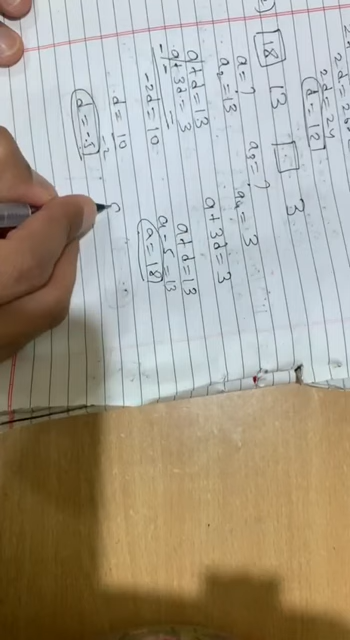 2d = 24
d = 12
18 13 3
a = ? a3 = ?
a2 = 13 a4 = 3
a + d = 13 a + 3d = 3
a + 3d = 3 a + d = 13
- - - a - 5 = 13
-2d = 10 a = 18
d = 10
-2
d = -5